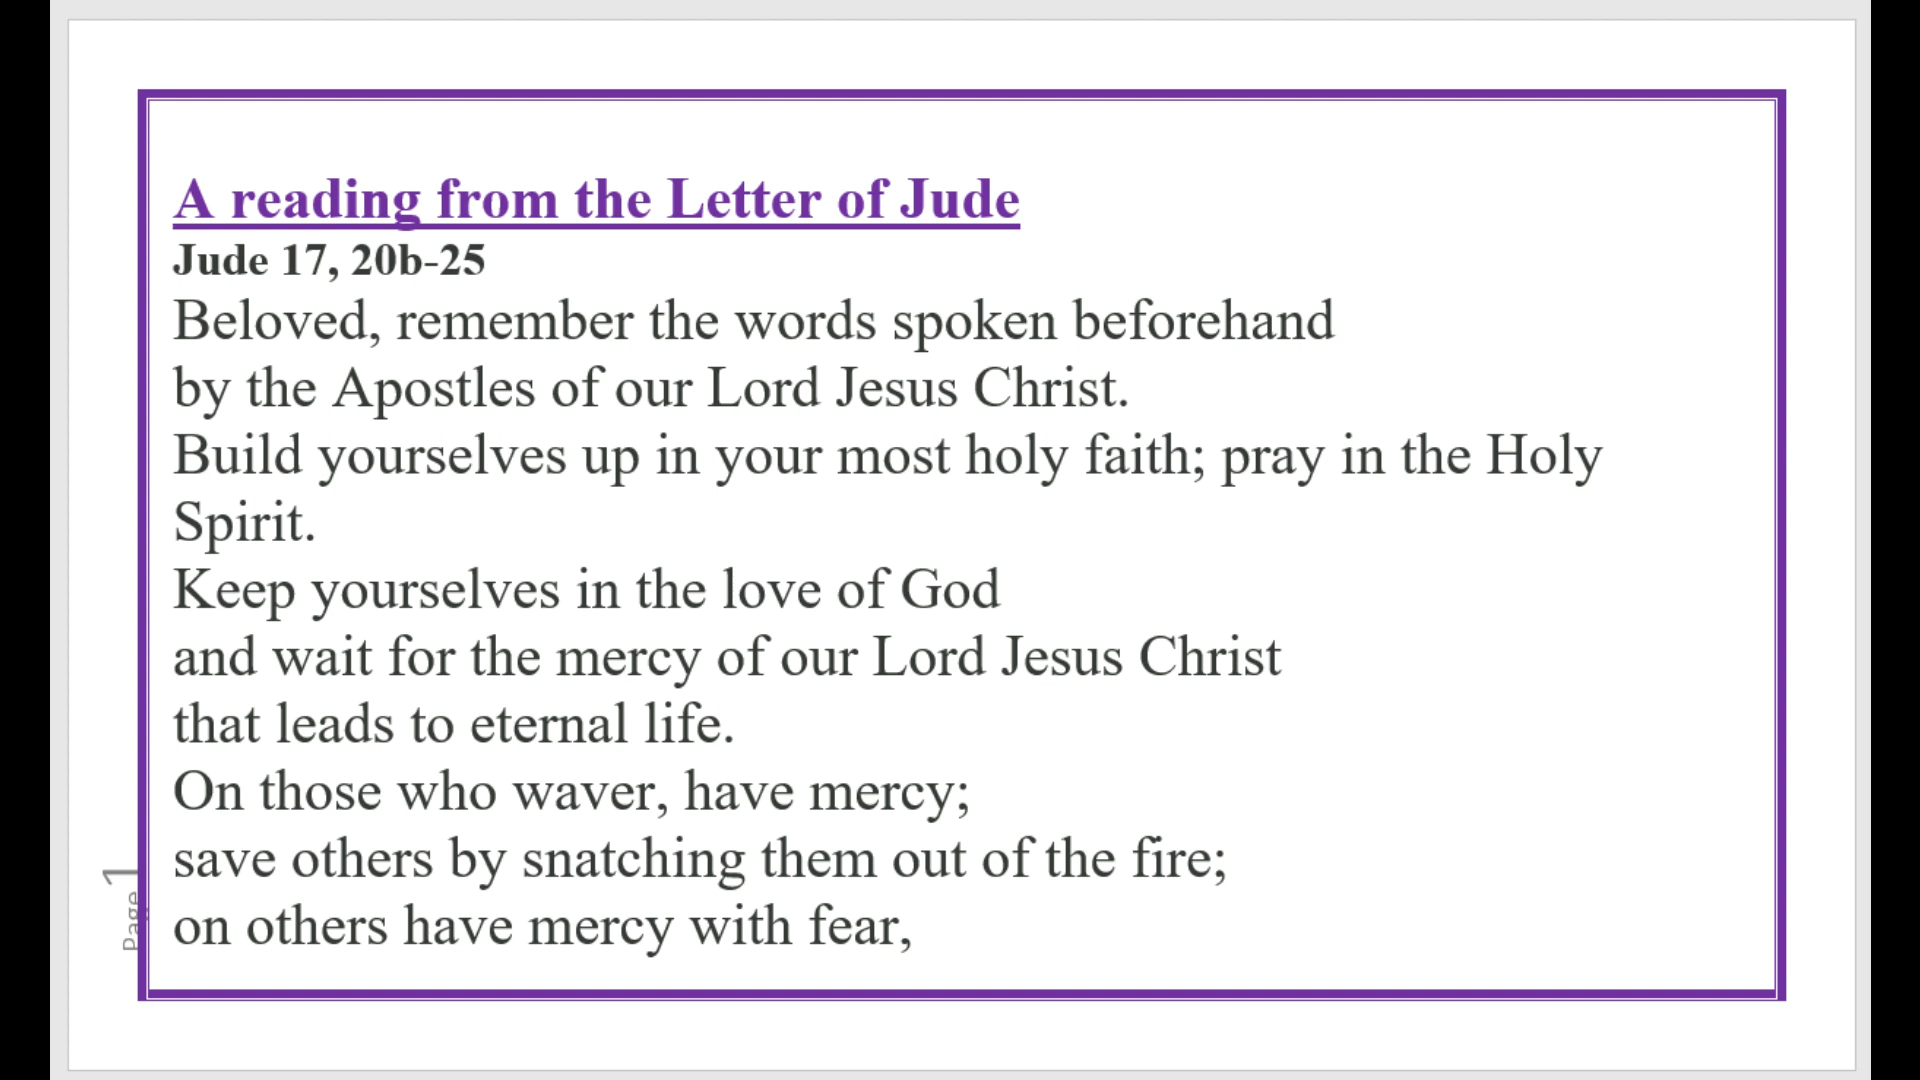 A reading from the Letter of Jude
Jude 17, 20b-25
Beloved, remember the words spoken beforehand
by the Apostles of our Lord Jesus Christ.
Build yourselves up in your most holy faith; pray in the Holy
Spirit.
Keep yourselves in the love of God
and wait for the mercy of our Lord Jesus Christ
that leads to eternal life.
On those who waver, have mercy;
save others by snatching them out of the fire;
on others have mercy with fear,
Page 1